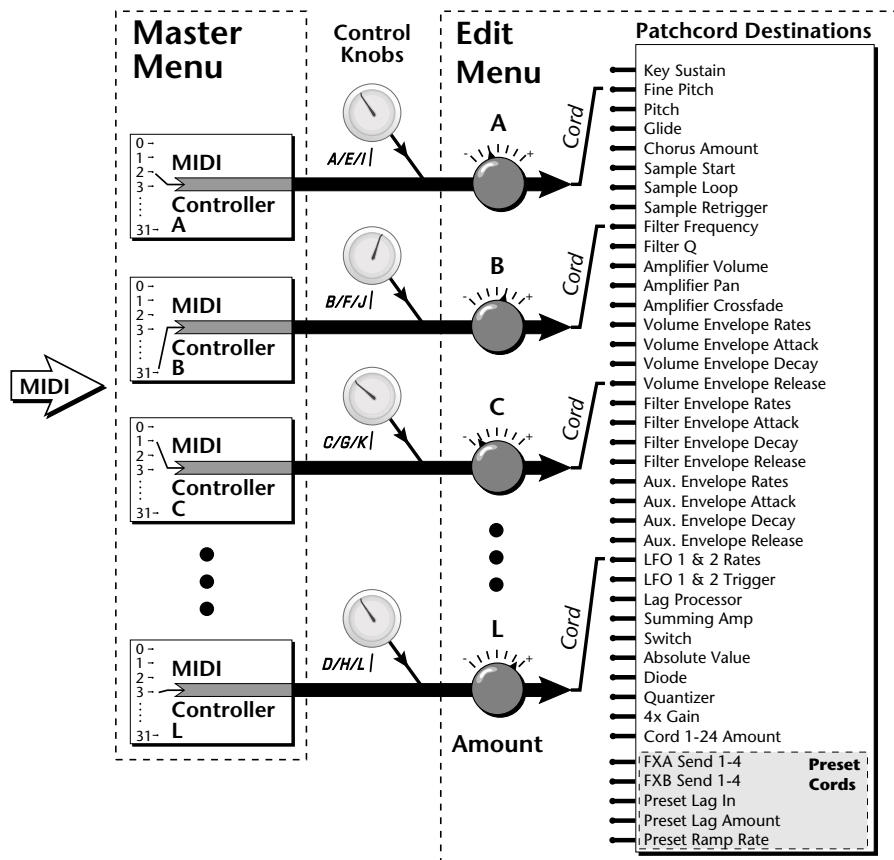 Master
Menu
Control
Knobs
Edit
Menu
Patchcord Destinations
MIDI
0
1
2
3
31
MIDI
Controller
A
A/E/I
A
- +
Cord
0
1
2
3
31
MIDI
Controller
B
B/F/J
B
- +
Cord
0
1
2
3
31
MIDI
Controller
C
C/G/K
C
- +
Cord
0
1
2
3
31
MIDI
Controller
L
D/H/L
L
- +
Cord
Amount
Key Sustain
Fine Pitch
Pitch
Glide
Chorus Amount
Sample Start
Sample Loop
Sample Retrigger
Filter Frequency
Filter Q
Amplifier Volume
Amplifier Pan
Amplifier Crossfade
Volume Envelope Rates
Volume Envelope Attack
Volume Envelope Decay
Volume Envelope Release
Filter Envelope Rates
Filter Envelope Attack
Filter Envelope Decay
Filter Envelope Release
Aux. Envelope Rates
Aux. Envelope Attack
Aux. Envelope Decay
Aux. Envelope Release
LFO 1 & 2 Rates
LFO 1 & 2 Trigger
Lag Processor
Summing Amp
Switch
Absolute Value
Diode
Quantizer
4x Gain
Cord 1-24 Amount
FXA Send 1-4
FXB Send 1-4
Preset Lag In
Preset Lag Amount
Preset Ramp Rate
Preset
Cords